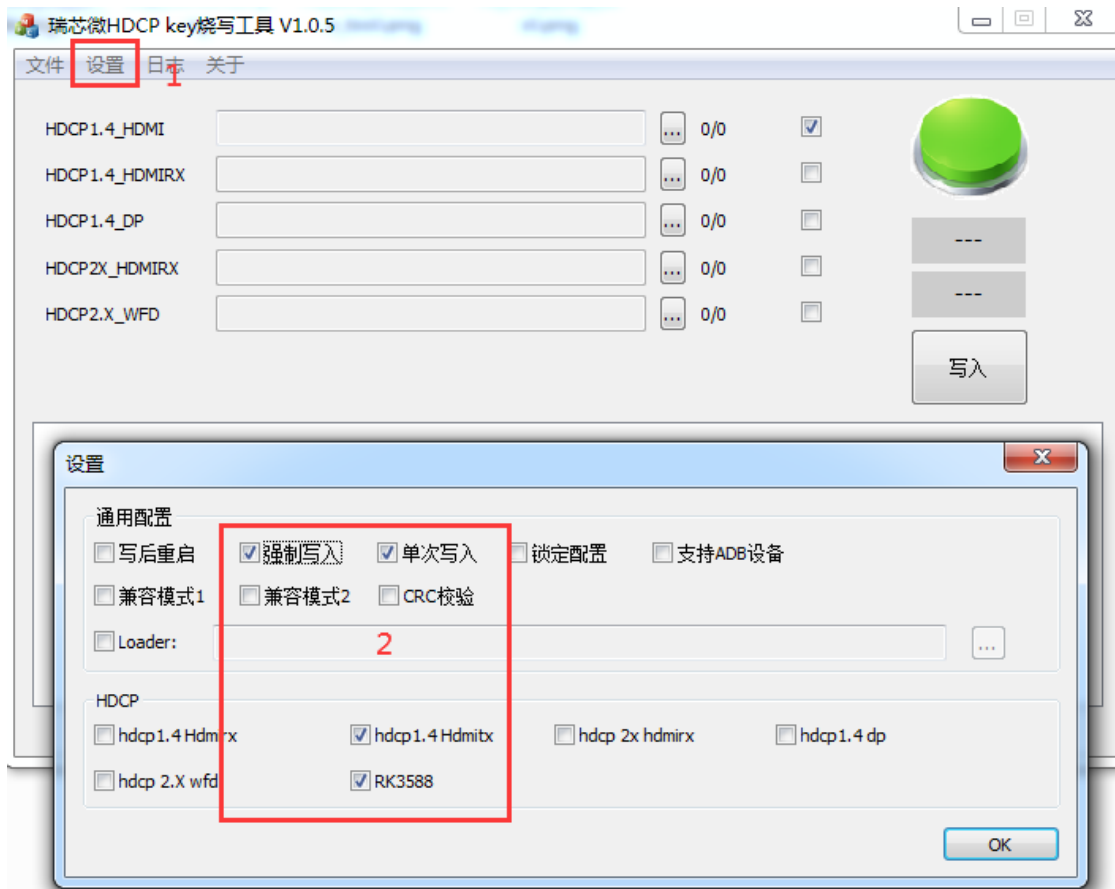 瑞芯微HDCP key烧写工具 V1.0.5
文件 设置 日志 关于
1
HDCP1.4_HDMI ... 0/0
HDCP1.4_HDMIRX ... 0/0
HDCP1.4_DP ... 0/0
---
HDCP2X_HDMIRX ... 0/0
---
HDCP2.X_WFD ... 0/0
写入
设置
通用配置
写后重启 强制写入 单次写入 锁定配置 支持ADB设备
兼容模式1 兼容模式2 CRC校验
Loader: ...
2
HDCP
hdcp1.4 Hdmirx hdcp1.4 Hdmitx hdcp 2x hdmirx hdcp1.4 dp
hdcp 2.X wfd RK3588
OK